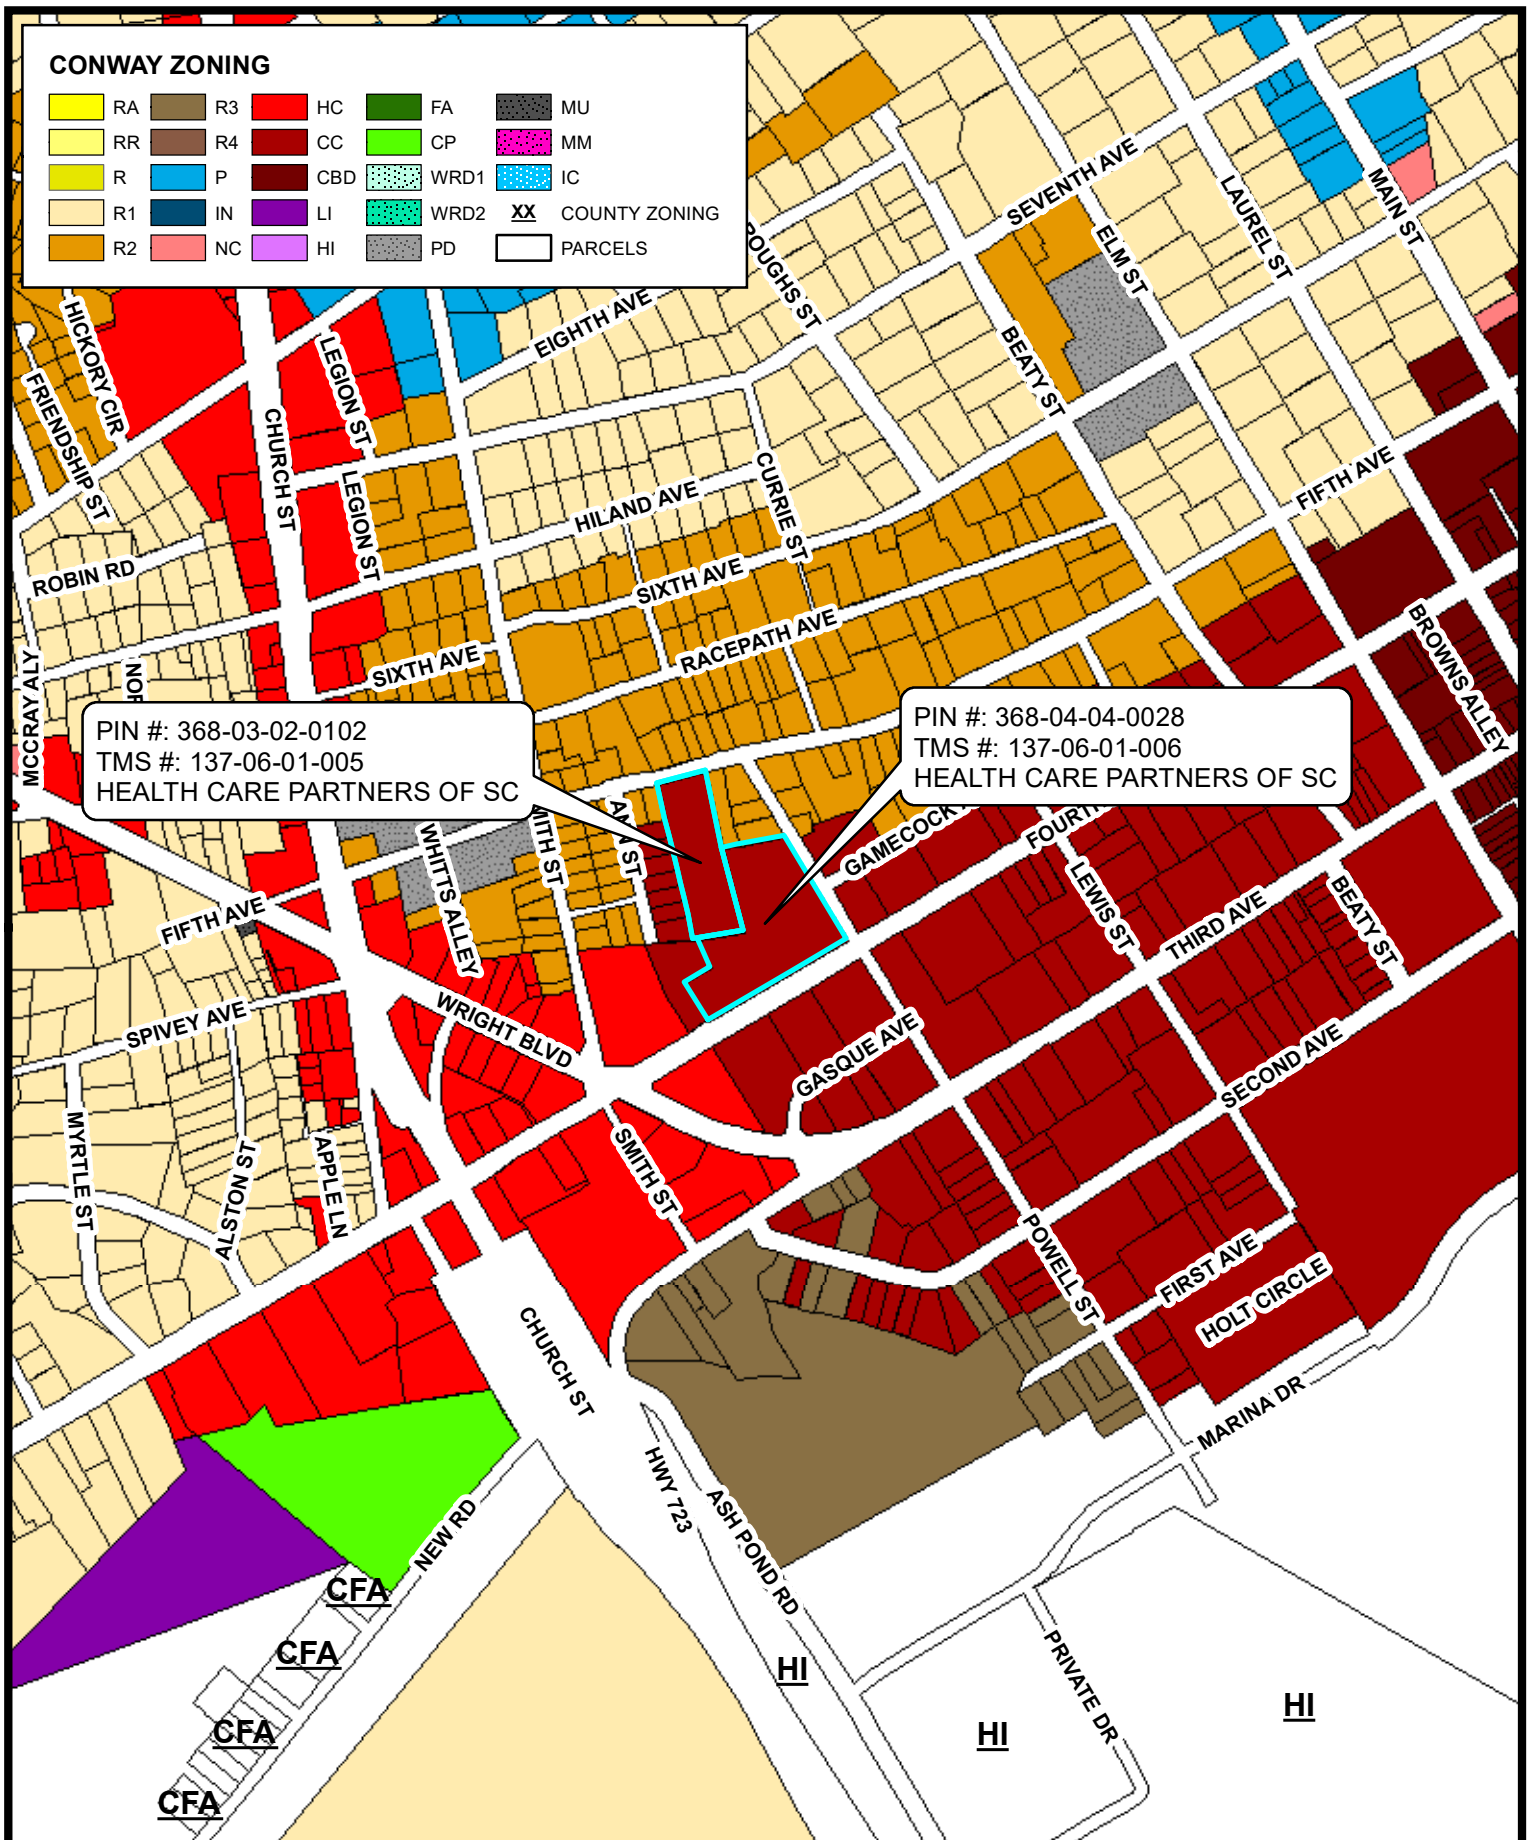 CONWAY ZONING
RA R3 HC FA MU
RR R4 CC CP MM
R P CBD WRD1 IC
R1 IN LI WRD2 XX COUNTY ZONING
R2 NC HI PD PARCELS
SEVENTH AVE
LAUREL ST
MAIN ST
ELM ST
HICKORY CIR
FRIENDSHIP ST
LEGION ST
EIGHTH AVE
BEATY ST
CHURCH ST
LEGION ST
HILAND AVE
CURRIE ST
FIFTH AVE
ROBIN RD
SIXTH AVE
SIXTH AVE
RACEPATH AVE
BROWNS ALLEY
MCCRAY ALY
PIN #: 368-03-02-0102
TMS #: 137-06-01-005
HEALTH CARE PARTNERS OF SC
PIN #: 368-04-04-0028
TMS #: 137-06-01-006
HEALTH CARE PARTNERS OF SC
WHITTS ALLEY
GAMECOCK
FOURTH
LEWIS ST
BEATY ST
FIFTH AVE
THIRD AVE
SPIVEY AVE
WRIGHT BLVD
GASQUE AVE
SECOND AVE
MYRTLE ST
ALSTON ST
APPLE LN
SMITH ST
POWELL ST
FIRST AVE
HOLT CIRCLE
CHURCH ST
MARINA DR
HWY 723
ASH POND RD
NEW RD
CFA
CFA
CFA
CFA
PRIVATE DR
HI
HI
HI